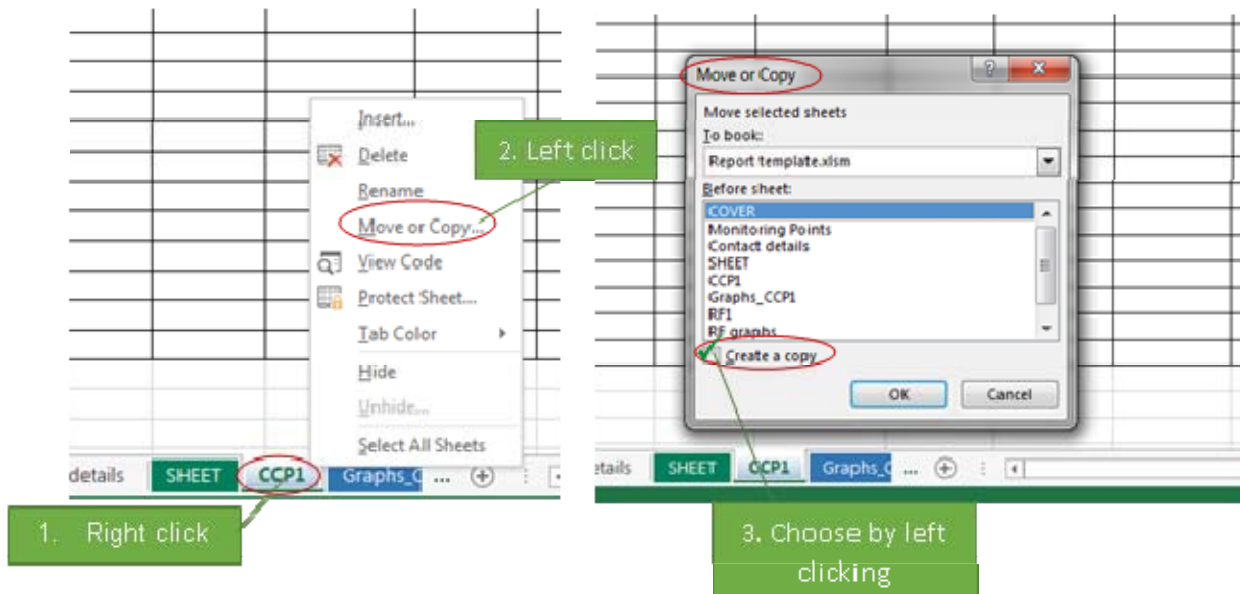 Insert...
Delete
Rename
Move or Copy...
View Code
Protect Sheet....
Tab Color
Hide
Unhide...
Select All Sheets
2. Left click
details
SHEET
CCP1
Graphs_C
...
1. Right click
Move or Copy
Move selected sheets
To book:
Report template.xlsm
Before sheet:
COVER
Monitoring Points
Contact details
SHEET
CCP1
Graphs_CCP1
RF1
RF graphs
Create a copy
OK
Cancel
etails
SHEET
CCP1
Graphs_C
...
3. Choose by left
clicking